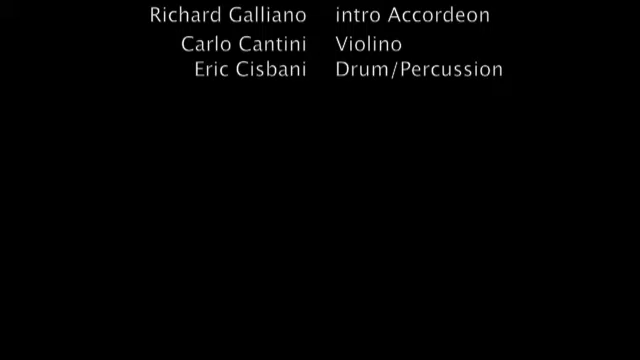 Richard Galliano intro Accordeon
Carlo Cantini Violino
Eric Cisbani Drum/Percussion